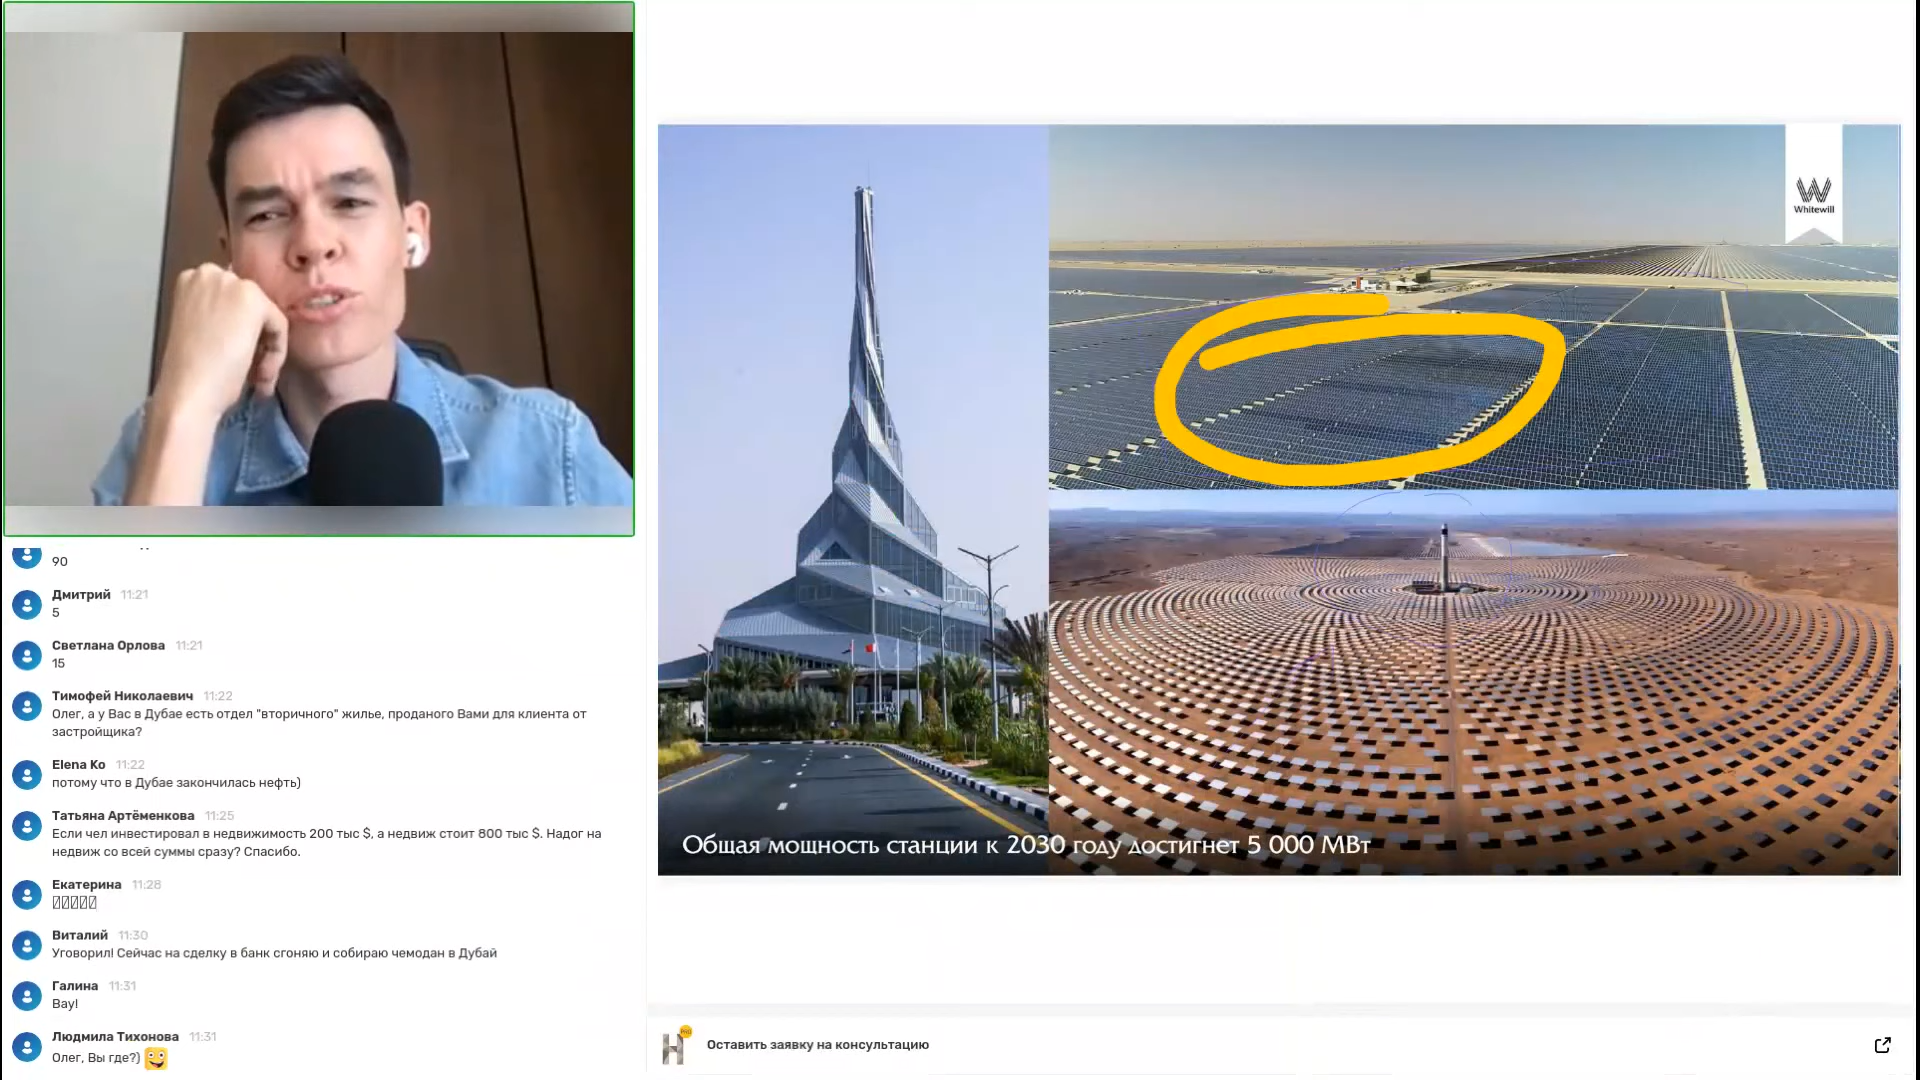 90
Дмитрий 11:21
5
Светлана Орлова 11:21
15
Тимофей Николаевич 11:22
Олег, а у Вас в Дубае есть отдел "вторичного" жилье, проданого Вами для клиента от
застройщика?
Elena Ko 11:22
потому что в Дубае закончилась нефть)
Татьяна Артёменкова 11:25
Если чел инвестировал в недвижимость 200 тыс $, а недвиж стоит 800 тыс $. Надог на
недвиж со всей суммы сразу? Спасибо.
Екатерина 11:28
Виталий 11:30
Уговорил! Сейчас на сделку в банк сгоняю и собираю чемодан в Дубай
Галина 11:31
Вау!
Людмила Тихонова 11:31
Олег, Вы где?)
W
Whitewill
Общая мощность станции к 2030 году достигнет 5 000 МВт
Оставить заявку на консультацию